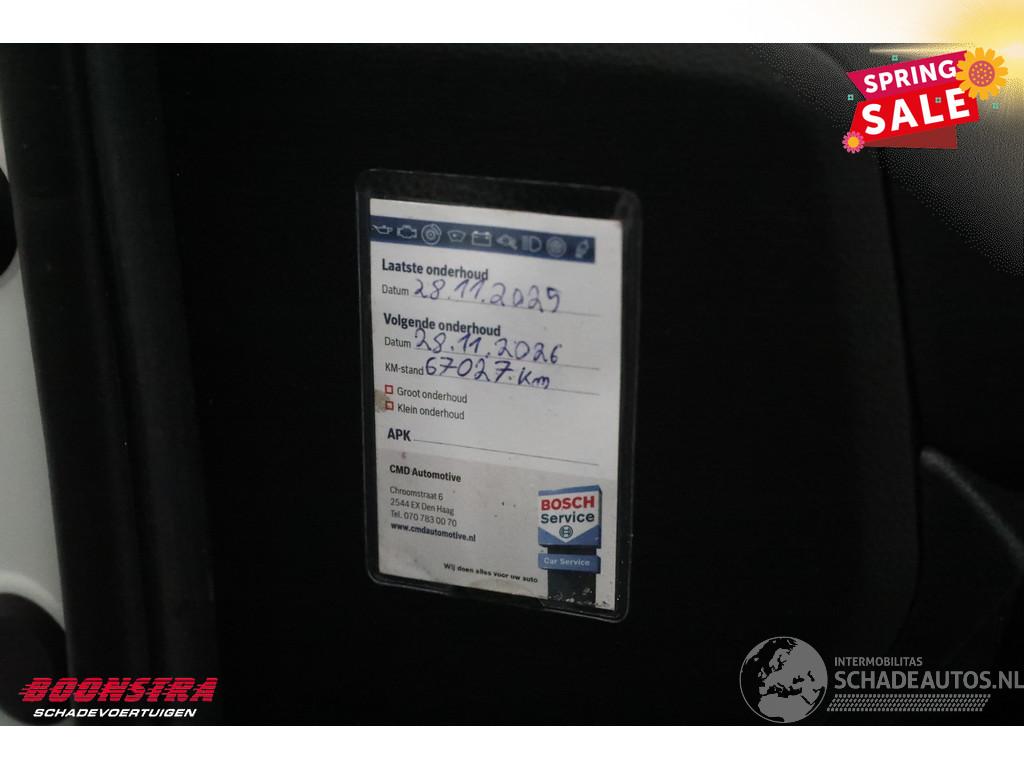 SPRING
SALE
Laatste onderhoud
Datum 28.11.2025
Volgende onderhoud
Datum 28.11.2026
KM-stand 67027.Km
Groot onderhoud
Klein onderhoud
APK
CMD Automotive
Chroomstraat 6
2544 EX Den Haag
Tel. 070 783 00 70
www.cmdautomotive.nl
BOSCH
Service
Car Service
Wij doen alles voor uw auto
BOONSTRA
SCHADEVOERTUIGEN
INTERMOBILITAS
SCHADEAUTOS.NL